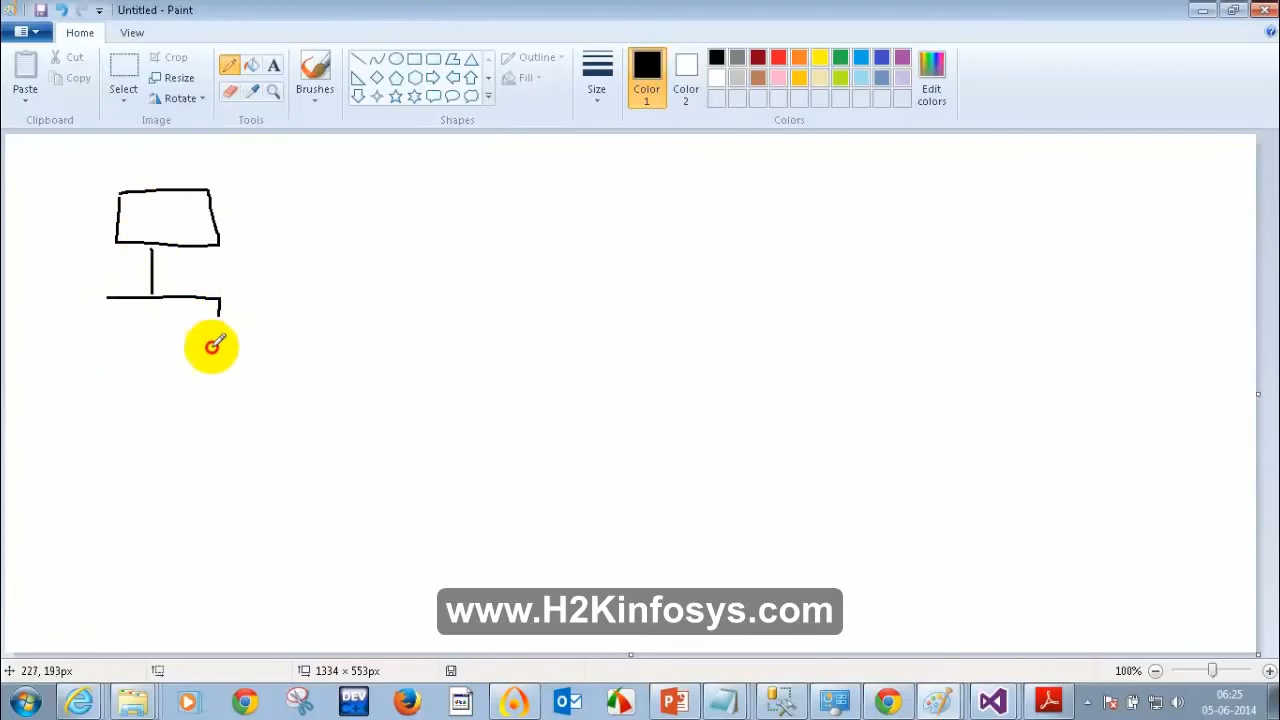 Untitled - Paint
Home View
Cut
Copy
Paste
Clipboard
Crop
Resize
Rotate
Select
Image
A
Tools
Brushes
Outline
Fill
Shapes
Size
Color 1
Color 2
Edit colors
Colors
www.H2Kinfosys.com
227, 193px
1334 × 553px
100%
DEV
06:25
05-06-2014